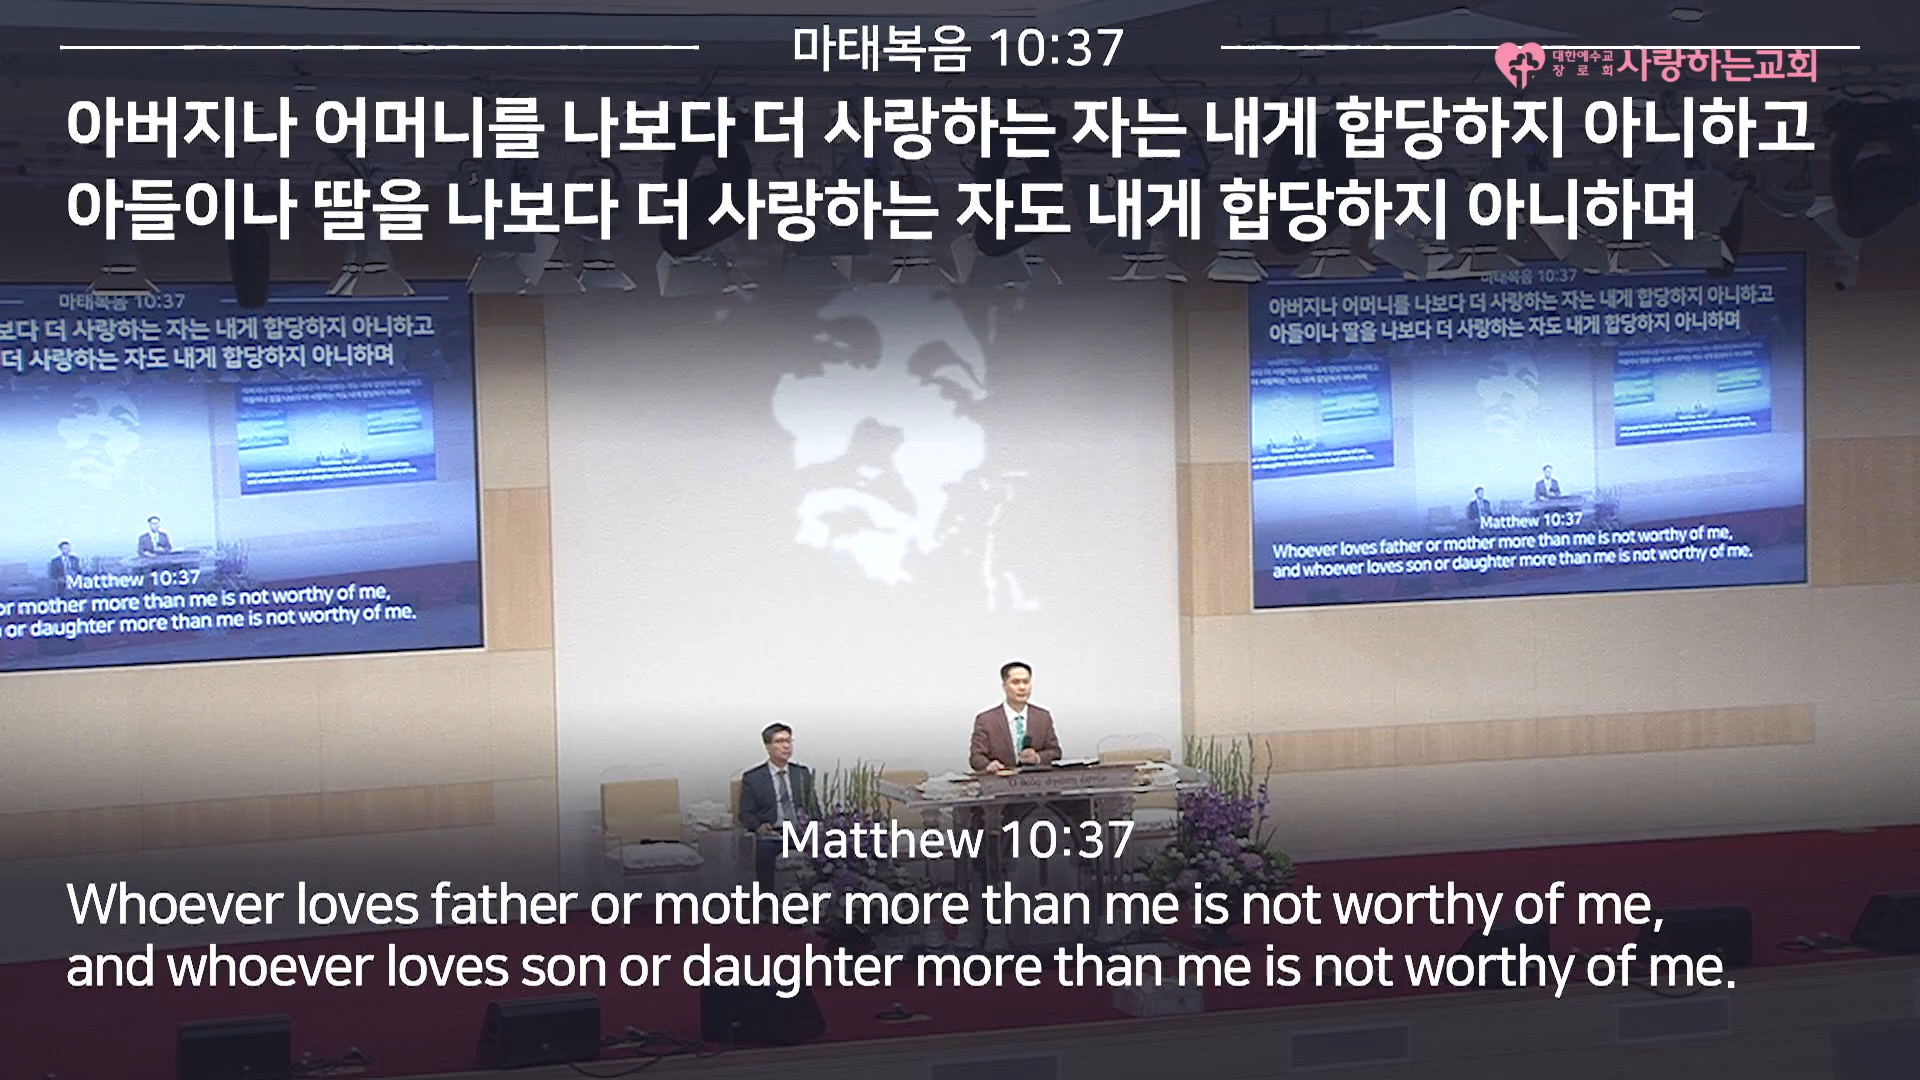 마태복음 10:37
대한예수교
장로회
사랑하는교회
아버지나 어머니를 나보다 더 사랑하는 자는 내게 합당하지 아니하고
아들이나 딸을 나보다 더 사랑하는 자도 내게 합당하지 아니하며
마태복음 10:37
보다 더 사랑하는 자는 내게 합당하지 아니하고
더 사랑하는 자도 내게 합당하지 아니하며
Matthew 10:37
or mother more than me is not worthy of me,
or daughter more than me is not worthy of me.
마태복음 10:37
아버지나 어머니를 나보다 더 사랑하는 자는 내게 합당하지 아니하고
아들이나 딸을 나보다 더 사랑하는 자도 내게 합당하지 아니하며
Matthew 10:37
Whoever loves father or mother more than me is not worthy of me,
and whoever loves son or daughter more than me is not worthy of me.
Matthew 10:37
Whoever loves father or mother more than me is not worthy of me,
and whoever loves son or daughter more than me is not worthy of me.